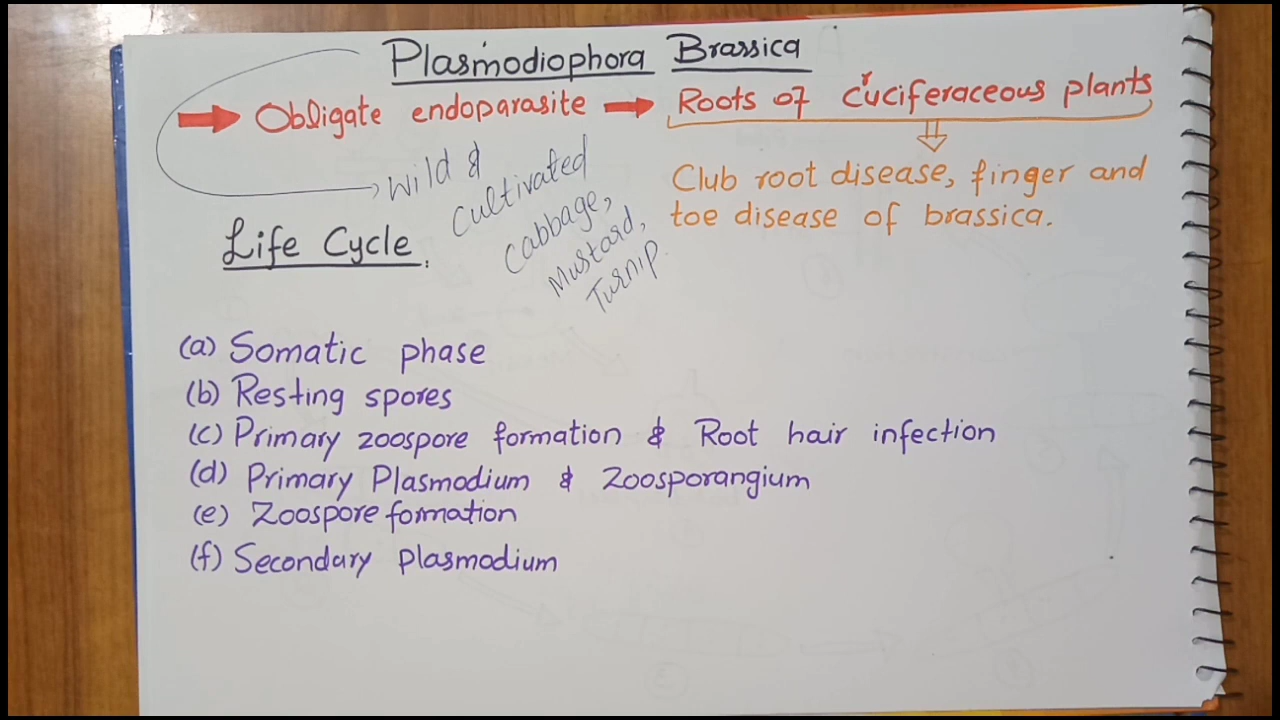 Plasmodiophora Brassica
Obligate endoparasite → Roots of Cruciferaceous plants
Club root disease, finger and
toe disease of brassica.
Wild &
Cultivated
Cabbage,
Mustard,
Turnip
Life Cycle
(a) Somatic phase
(b) Resting spores
(c) Primary zoospore formation & Root hair infection
(d) Primary Plasmodium & Zoosporangium
(e) Zoospore formation
(f) Secondary plasmodium